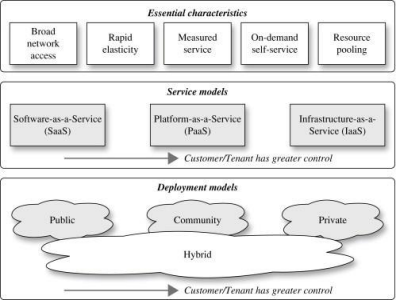 Essential characteristics
Broad
network
access
Rapid
elasticity
Measured
service
On-demand
self-service
Resource
pooling
Service models
Software-as-a-Service
(SaaS)
Platform-as-a-Service
(PaaS)
Infrastructure-as-a-
Service (IaaS)
Customer/Tenant has greater control
Deployment models
Public
Community
Private
Hybrid
Customer/Tenant has greater control